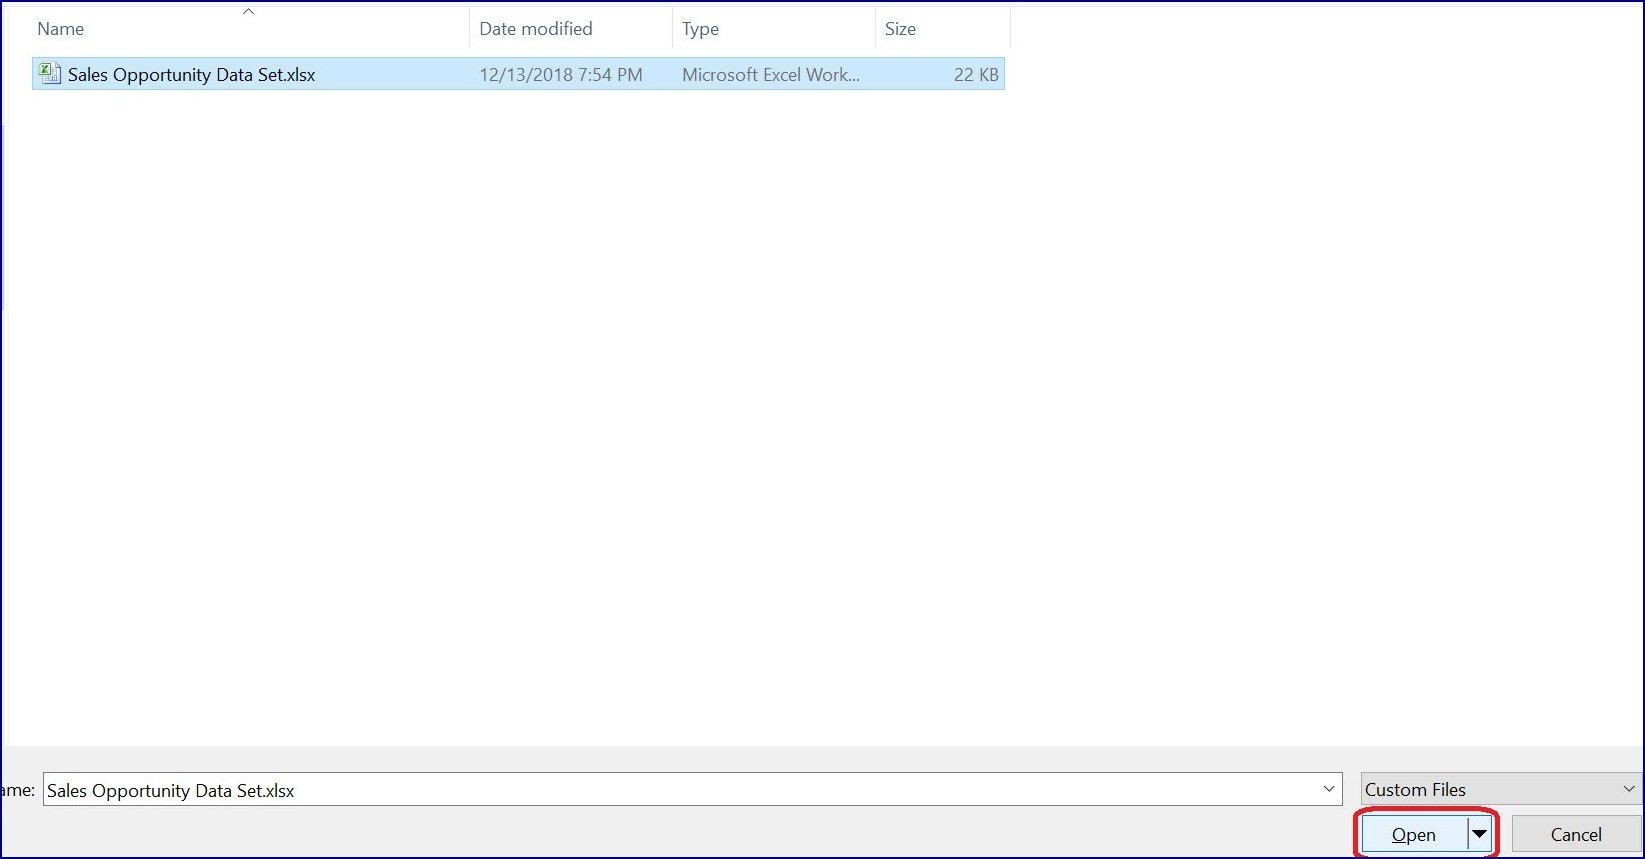 Name Date modified Type Size
Sales Opportunity Data Set.xlsx 12/13/2018 7:54 PM Microsoft Excel Work... 22 KB
ame: Sales Opportunity Data Set.xlsx Custom Files
Open Cancel